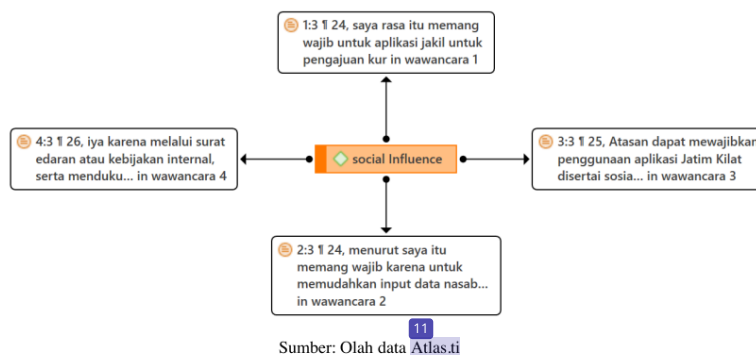 1:3 ¶ 24, saya rasa itu memang
wajib untuk aplikasi jakil untuk
pengajuan kur in wawancara 1
4:3 ¶ 26, iya karena melalui surat
edaran atau kebijakan internal,
serta menduku... in wawancara 4
social Influence
3:3 ¶ 25, Atasan dapat mewajibkan
penggunaan aplikasi Jatim Kilat
disertai sosia... in wawancara 3
2:3 ¶ 24, menurut saya itu
memang wajib karena untuk
memudahkan input data nasab...
in wawancara 2
11
Sumber: Olah data Atlas.ti